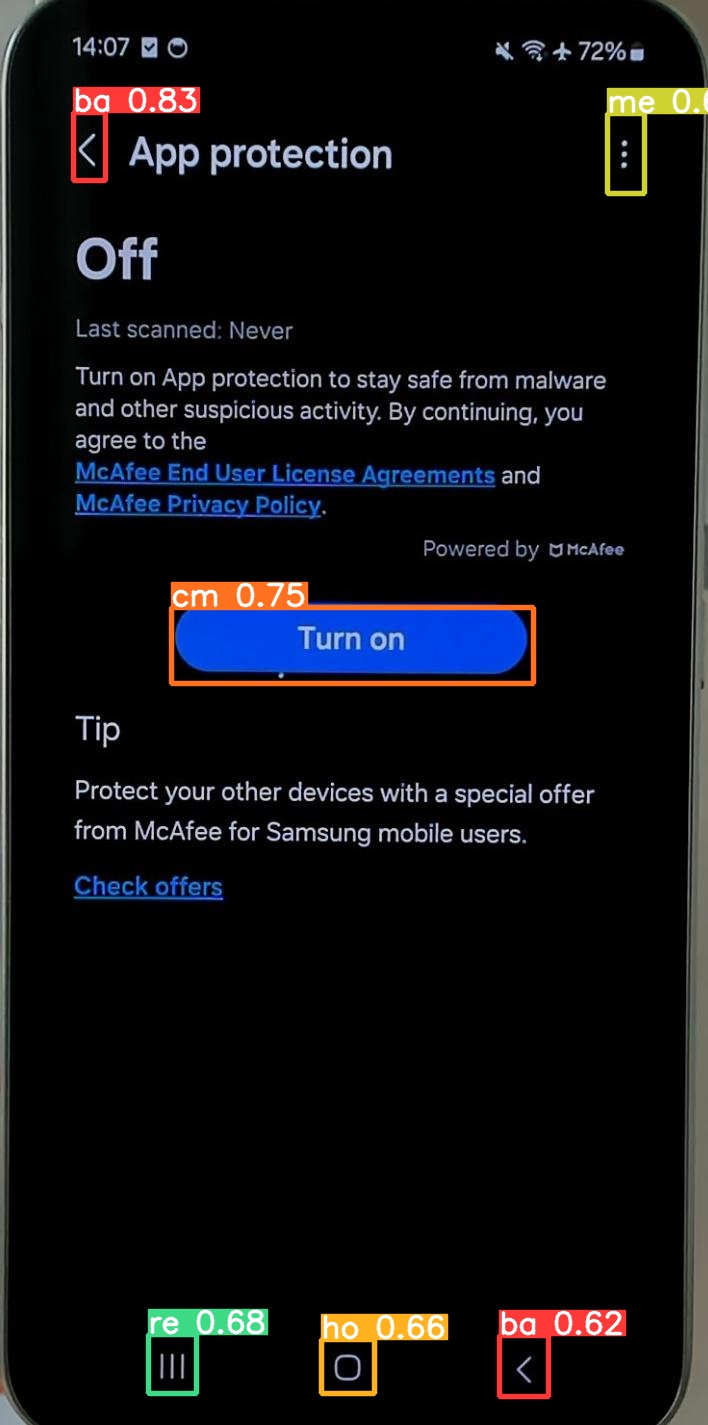 14:07 72%
ba 0.83
me 0.6
App protection
Off
Last scanned: Never
Turn on App protection to stay safe from malware
and other suspicious activity. By continuing, you
agree to the
McAfee End User License Agreements and
McAfee Privacy Policy.
Powered by McAfee
cm 0.75
Turn on
Tip
Protect your other devices with a special offer
from McAfee for Samsung mobile users.
Check offers
re 0.68
ho 0.66
ba 0.62